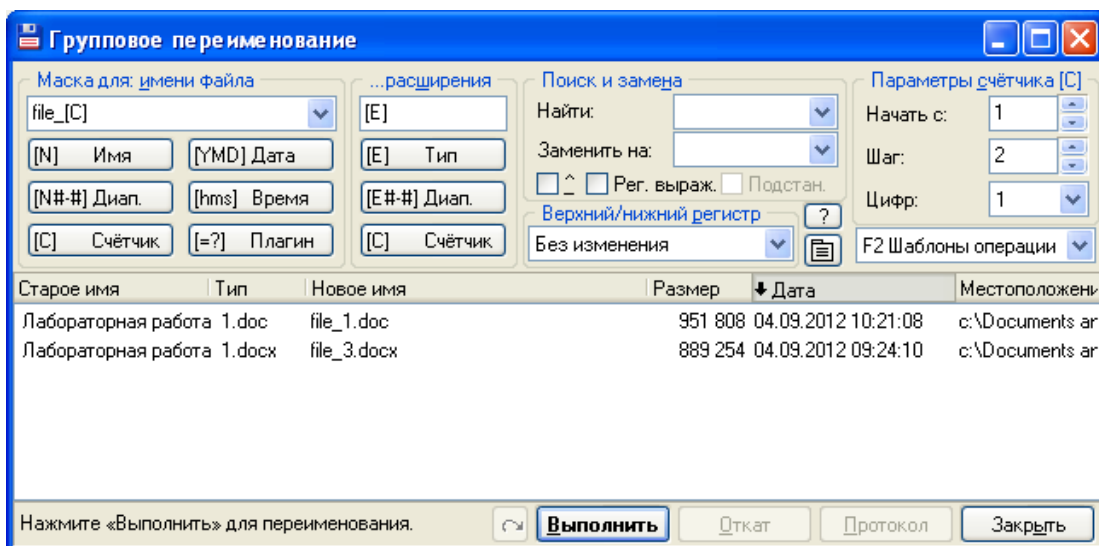 Групповое переименование
Маска для: имени файла
...расширения
Поиск и замена
Параметры счётчика [C]
file_[C]
[E]
Найти:
Начать с: 1
[N] Имя
[YMD] Дата
[E] Тип
Заменить на:
Шаг: 2
[N#-#] Диап.
[hms] Время
[E#-#] Диап.
^ Рег. выраж. Подстан.
Цифр: 1
Верхний/нижний регистр
?
[C] Счётчик
[=?] Плагин
[C] Счётчик
Без изменения
F2 Шаблоны операции
Старое имя Тип Новое имя Размер Дата Местоположени
Лабораторная работа 1.doc file_1.doc 951 808 04.09.2012 10:21:08 c:\Documents ar
Лабораторная работа 1.docx file_3.docx 889 254 04.09.2012 09:24:10 c:\Documents ar
Нажмите «Выполнить» для переименования.
Выполнить
Откат
Протокол
Закрыть